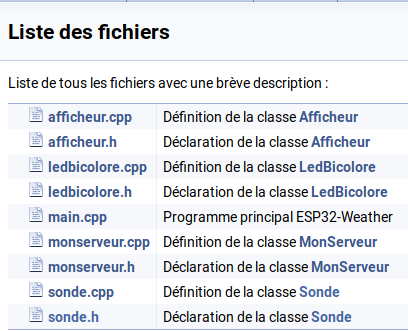 Liste des fichiers
Liste de tous les fichiers avec une brève description :
afficheur.cpp Définition de la classe Afficheur
afficheur.h Déclaration de la classe Afficheur
ledbicolore.cpp Définition de la classe LedBicolore
ledbicolore.h Déclaration de la classe LedBicolore
main.cpp Programme principal ESP32-Weather
monserveur.cpp Définition de la classe MonServeur
monserveur.h Déclaration de la classe MonServeur
sonde.cpp Définition de la classe Sonde
sonde.h Déclaration de la classe Sonde